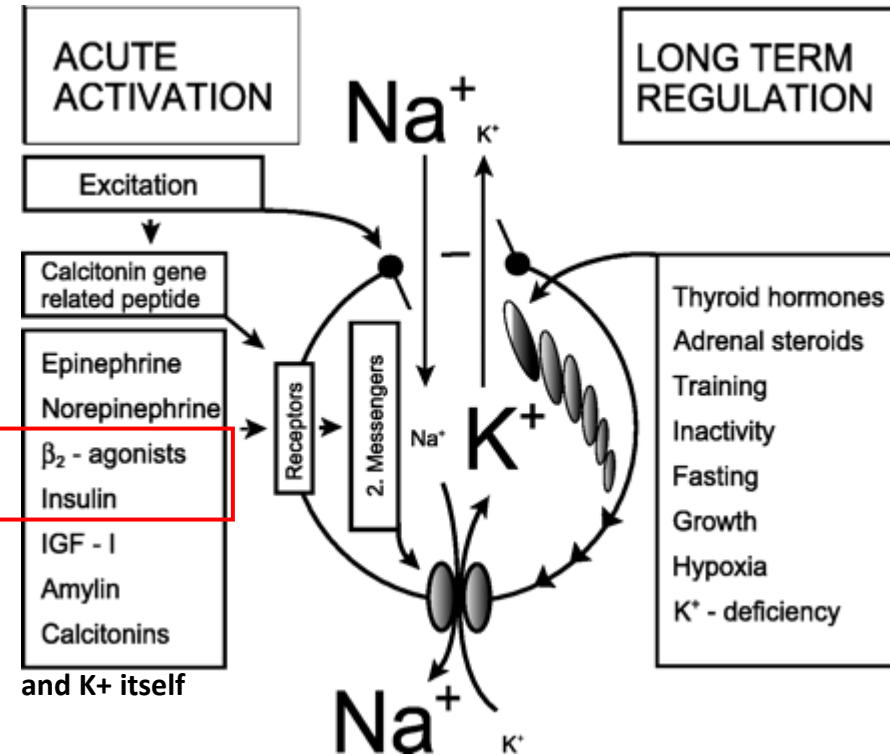 ACUTE
ACTIVATION
LONG TERM
REGULATION
Na⁺
K⁺
Excitation
Calcitonin gene
related peptide
Epinephrine
Norepinephrine
β₂ - agonists
Insulin
IGF - I
Amylin
Calcitonins
and K+ itself
Receptors
2. Messengers
Na⁺
K⁺
Thyroid hormones
Adrenal steroids
Training
Inactivity
Fasting
Growth
Hypoxia
K⁺ - deficiency
Na⁺
K⁺